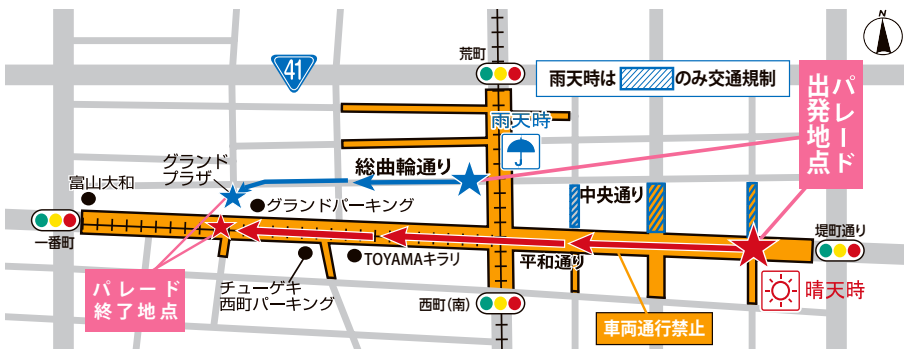 N
荒町
41
雨天時は
のみ交通規制
パレード
出発地点
雨天時
総曲輪通り
グランド
プラザ
中央通り
富山大和
グランドパーキング
一番町
堤町通り
平和通り
TOYAMAキラリ
チューゲキ
西町パーキング
パレード
終了地点
西町(南)
晴天時
車両通行禁止